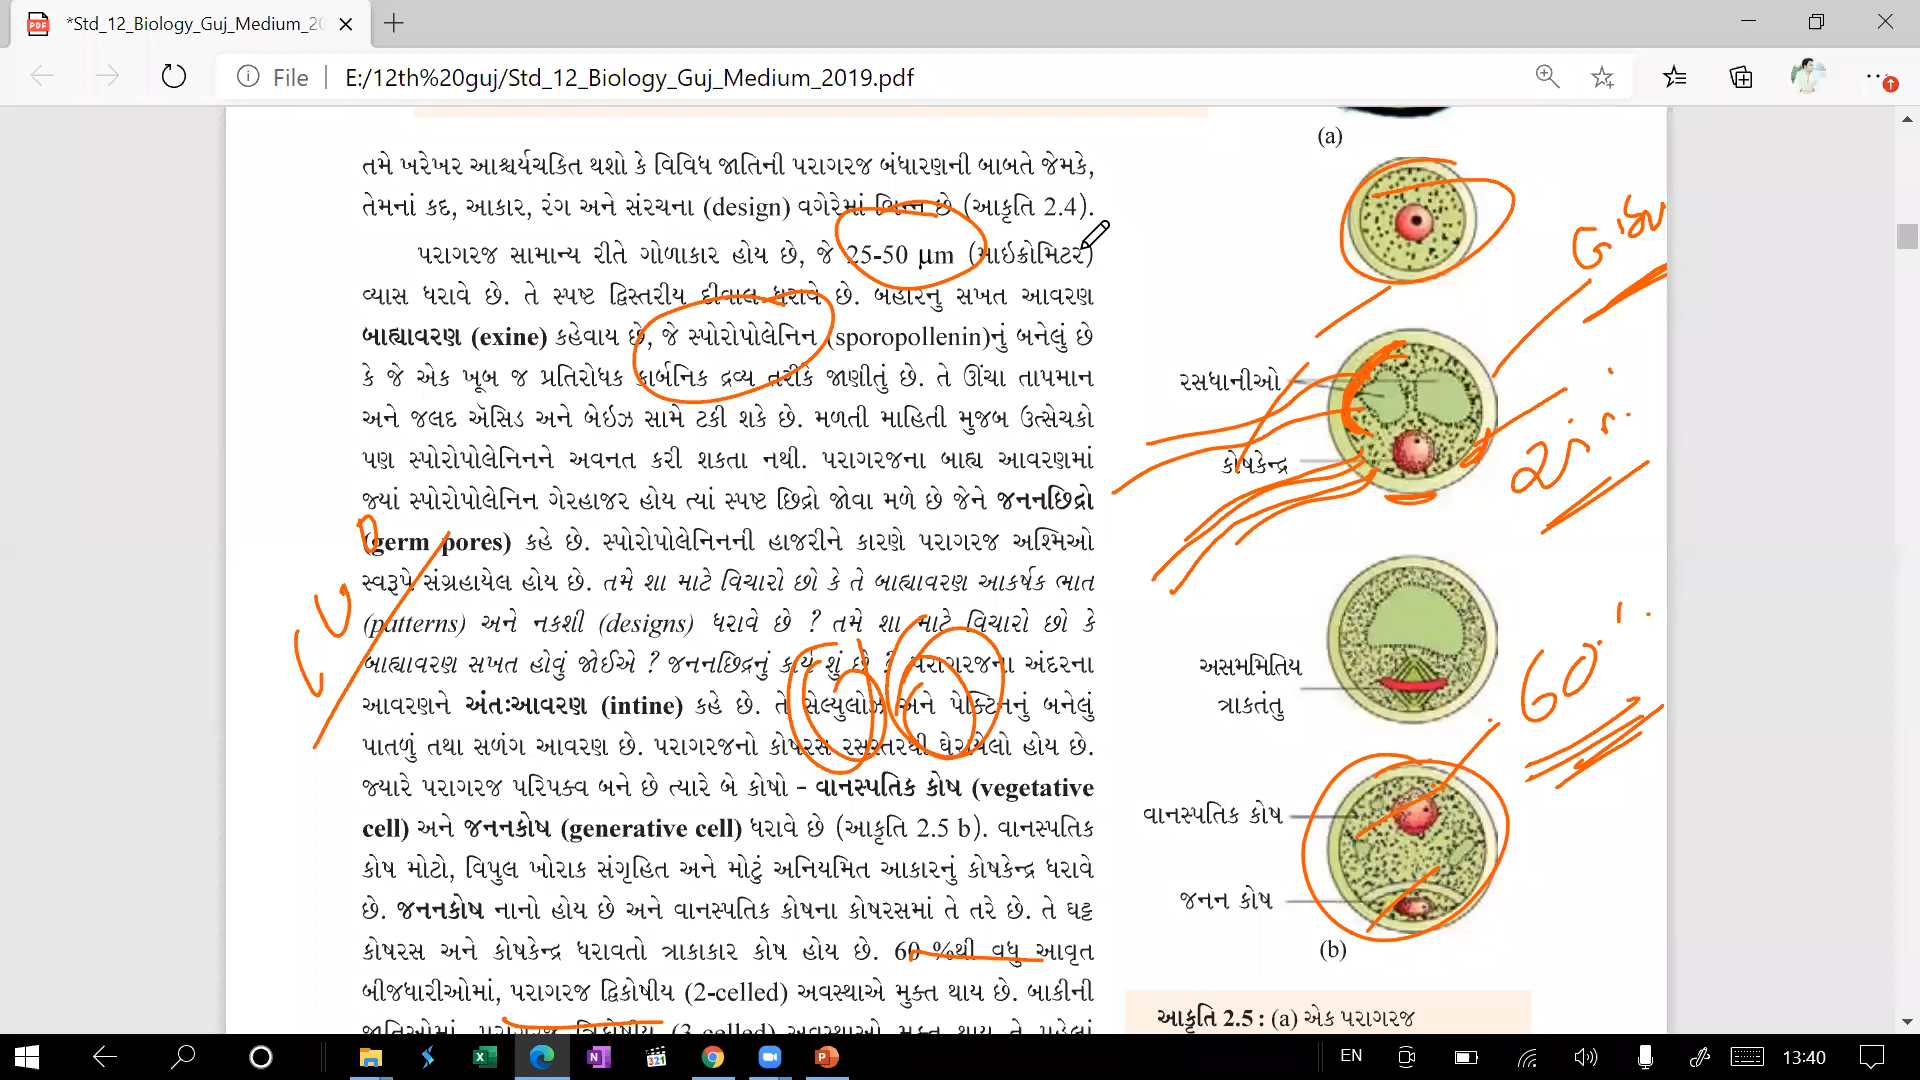 *Std_12_Biology_Guj_Medium_20
File
E:/12th%20guj/Std_12_Biology_Guj_Medium_2019.pdf
તમે ખરેખર આશ્ચર્યચકિત થશો કે વિવિધ જાતિની પરાગરજ બંધારણની બાબતે જેમકે,
તેમનાં કદ, આકાર, રંગ અને સંરચના (design) વગેરેમાં ભિન્ન છે (આકૃતિ 2.4).
પરાગરજ સામાન્ય રીતે ગોળાકાર હોય છે, જે 25-50 µm (માઇક્રોમિટર)
વ્યાસ ધરાવે છે. તે સ્પષ્ટ દ્વિસ્તરીય દીવાલ ધરાવે છે. બહારનું સખત આવરણ
બાહ્યાવરણ (exine) કહેવાય છે, જે સ્પોરોપોલેનિન (sporopollenin)નું બનેલું છે
કે જે એક ખૂબ જ પ્રતિરોધક કાર્બનિક દ્રવ્ય તરીકે જાણીતું છે. તે ઊંચા તાપમાન
અને જલદ ઍસિડ અને બેઇઝ સામે ટકી શકે છે. મળતી માહિતી મુજબ ઉત્સેચકો
પણ સ્પોરોપોલેનિનને અવનત કરી શકતા નથી. પરાગરજના બાહ્ય આવરણમાં
જ્યાં સ્પોરોપોલેનિન ગેરહાજર હોય ત્યાં સ્પષ્ટ છિદ્રો જોવા મળે છે જેને જનનછિદ્રો
(germ pores) કહે છે. સ્પોરોપોલેનિનની હાજરીને કારણે પરાગરજ અશ્મિઓ
સ્વરૂપે સંગ્રહાયેલ હોય છે. તમે શા માટે વિચારો છો કે તે બાહ્યાવરણ આકર્ષક ભાત
(patterns) અને નકશી (designs) ધરાવે છે ? તમે શા માટે વિચારો છો કે
બાહ્યાવરણ સખત હોવું જોઈએ ? જનનછિદ્રનું કાર્ય શું છે ? પરાગરજના અંદરના
આવરણને અંતઃઆવરણ (intine) કહે છે. તે સેલ્યુલોઝ અને પેક્ટિનનું બનેલું
પાતળું તથા સળંગ આવરણ છે. પરાગરજનો કોષરસ રસસ્તરથી ઘેરાયેલો હોય છે.
જ્યારે પરાગરજ પરિપક્વ બને છે ત્યારે બે કોષો - વાનસ્પતિક કોષ (vegetative
cell) અને જનનકોષ (generative cell) ધરાવે છે (આકૃતિ 2.5 b). વાનસ્પતિક
કોષ મોટો, વિપુલ ખોરાક સંગૃહિત અને મોટું અનિયમિત આકારનું કોષકેન્દ્ર ધરાવે
છે. જનનકોષ નાનો હોય છે અને વાનસ્પતિક કોષના કોષરસમાં તે તરે છે. તે ઘટ્ટ
કોષરસ અને કોષકેન્દ્ર ધરાવતો ત્રાકાકાર કોષ હોય છે. 60 %થી વધુ આવૃત
બીજધારીઓમાં, પરાગરજ દ્વિકોષીય (2-celled) અવસ્થાએ મુક્ત થાય છે. બાકીની
જાતિઓમાં, પરાગરજ ત્રિકોષીય (3-celled) અવસ્થાઓ મુક્ત થાય તે પહેલાં
(a)
રસધાનીઓ
કોષકેન્દ્ર
અસમમિતિય
ત્રાકતંતુ
60
વાનસ્પતિક કોષ
જનન કોષ
(b)
આકૃતિ 2.5 : (a) એક પરાગરજ
EN
13:40